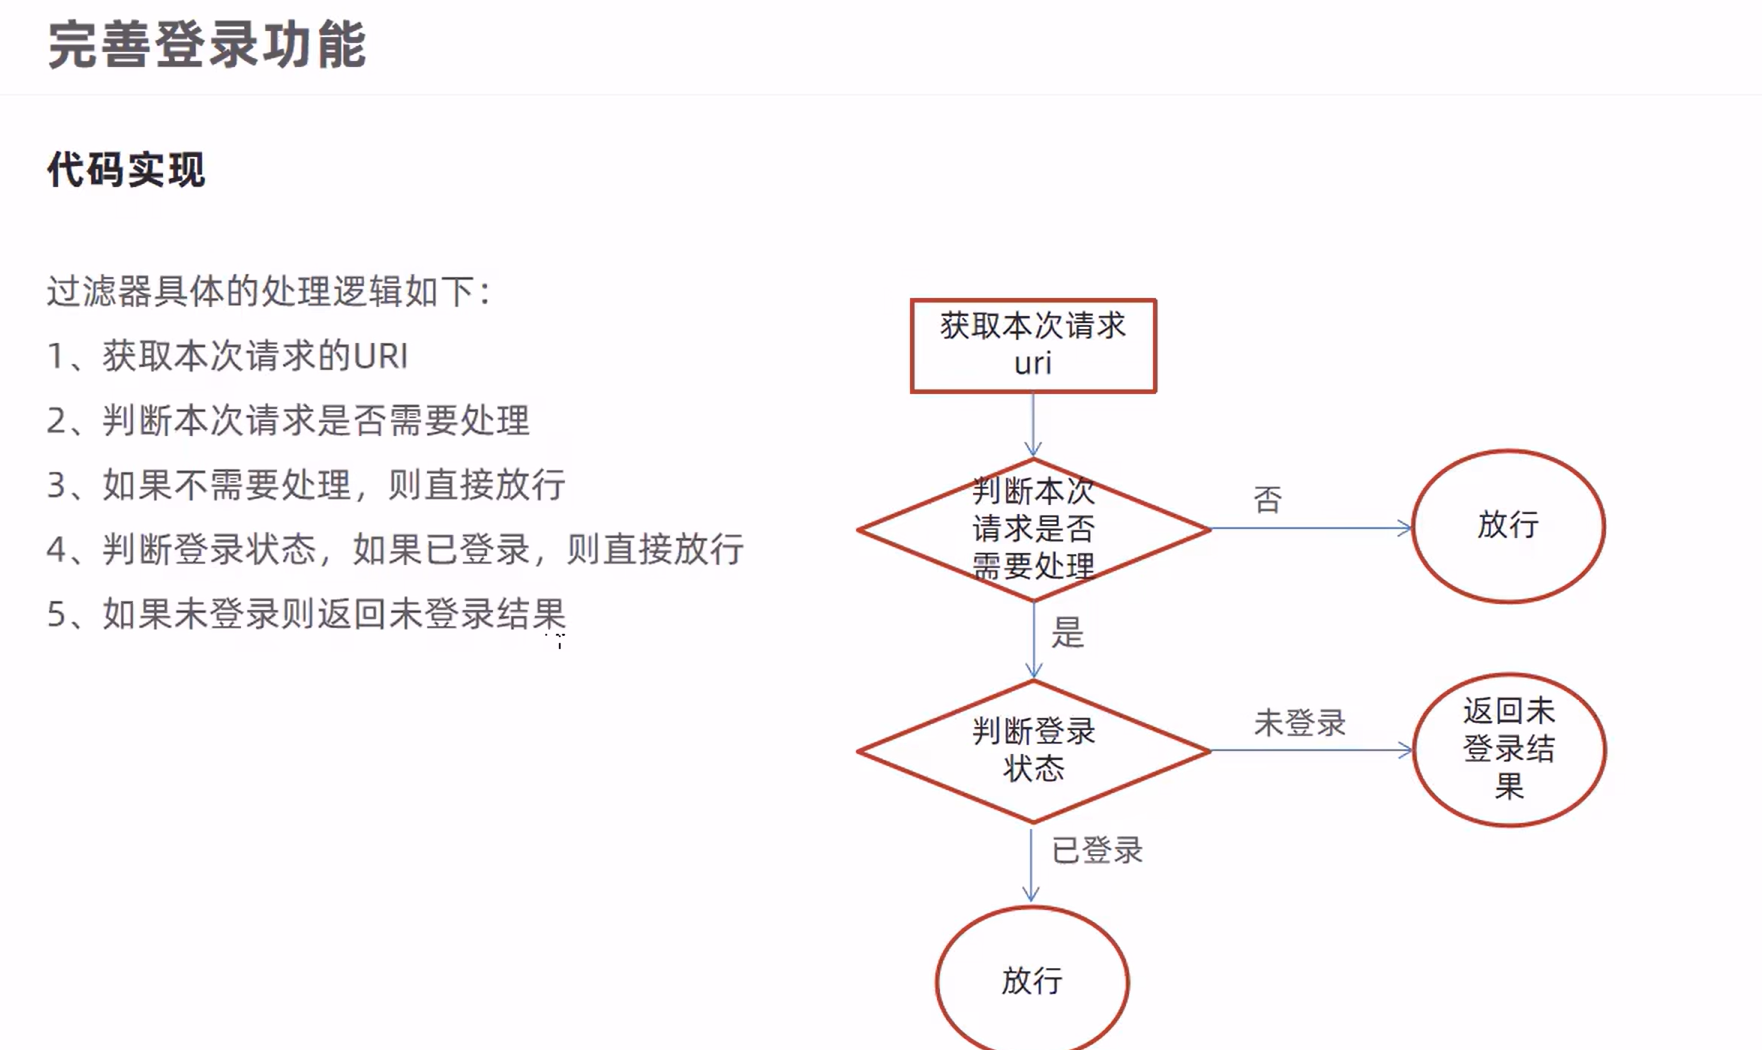 完善登录功能
代码实现
过滤器具体的处理逻辑如下：
1、获取本次请求的URI
2、判断本次请求是否需要处理
3、如果不需要处理，则直接放行
4、判断登录状态，如果已登录，则直接放行
5、如果未登录则返回未登录结果
获取本次请求
uri
判断本次
请求是否
需要处理
否
放行
是
判断登录
状态
未登录
返回未
登录结
果
已登录
放行